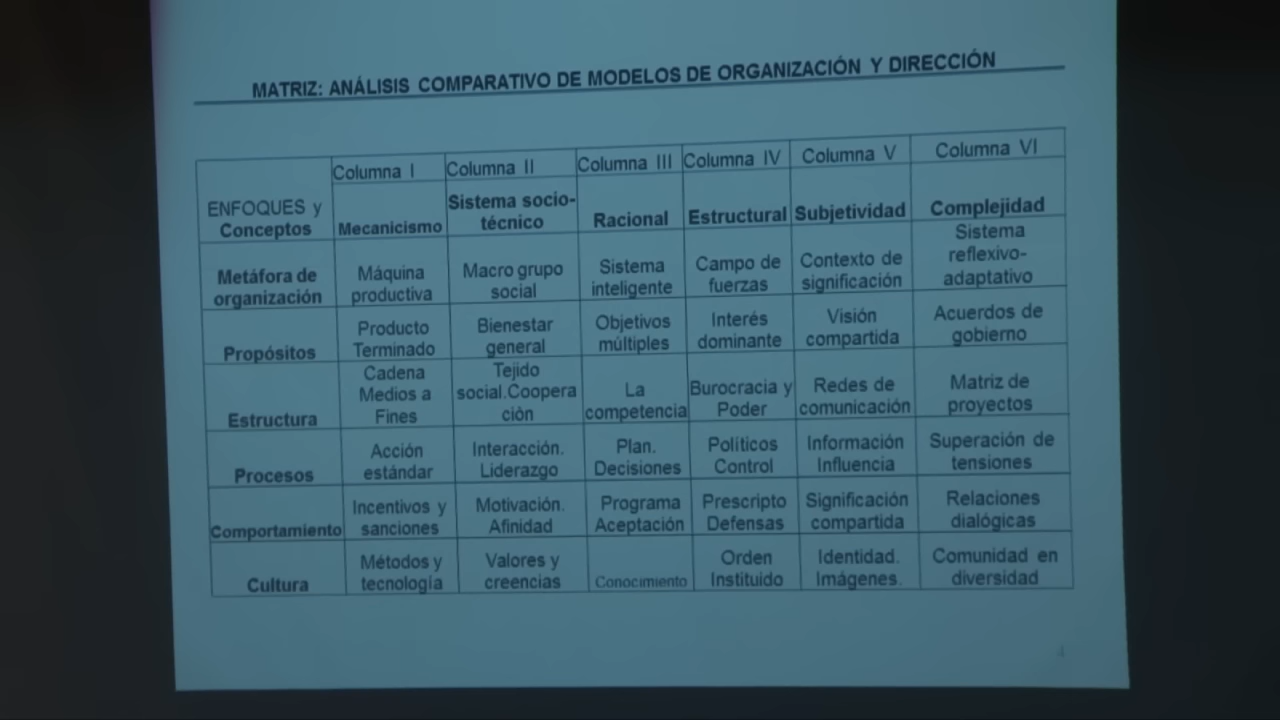 MATRIZ: ANÁLISIS COMPARATIVO DE MODELOS DE ORGANIZACIÓN Y DIRECCIÓN
ENFOQUES y
Conceptos
Columna I
Columna II
Columna III
Columna IV
Columna V
Columna VI
Mecanicismo
Sistema socio-
técnico
Racional
Estructural
Subjetividad
Complejidad
Metáfora de
organización
Máquina
productiva
Macro grupo
social
Sistema
inteligente
Campo de
fuerzas
Contexto de
significación
Sistema
reflexivo-
adaptativo
Propósitos
Producto
Terminado
Bienestar
general
Objetivos
múltiples
Interés
dominante
Visión
compartida
Acuerdos de
gobierno
Estructura
Cadena
Medios a
Fines
Tejido
social.Coopera
ción
La
competencia
Burocracia y
Poder
Redes de
comunicación
Matriz de
proyectos
Procesos
Acción
estándar
Interacción.
Liderazgo
Plan.
Decisiones
Políticos
Control
Información
Influencia
Superación de
tensiones
Comportamiento
Incentivos y
sanciones
Motivación.
Afinidad
Programa
Aceptación
Prescripto
Defensas
Significación
compartida
Relaciones
dialógicas
Cultura
Métodos y
tecnología
Valores y
creencias
Conocimiento
Orden
Instituido
Identidad.
Imágenes.
Comunidad en
diversidad